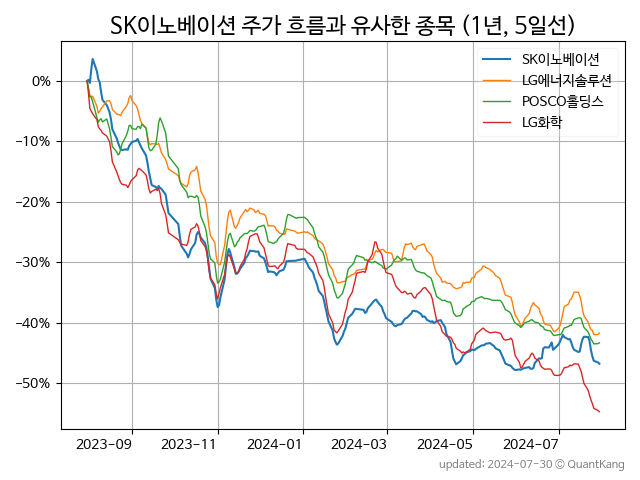 SK이노베이션 주가 흐름과 유사한 종목 (1년, 5일선)
SK이노베이션
LG에너지솔루션
POSCO홀딩스
LG화학
0%
−10%
−20%
−30%
−40%
−50%
2023-09 2023-11 2024-01 2024-03 2024-05 2024-07
updated: 2024-07-30 © QuantKang